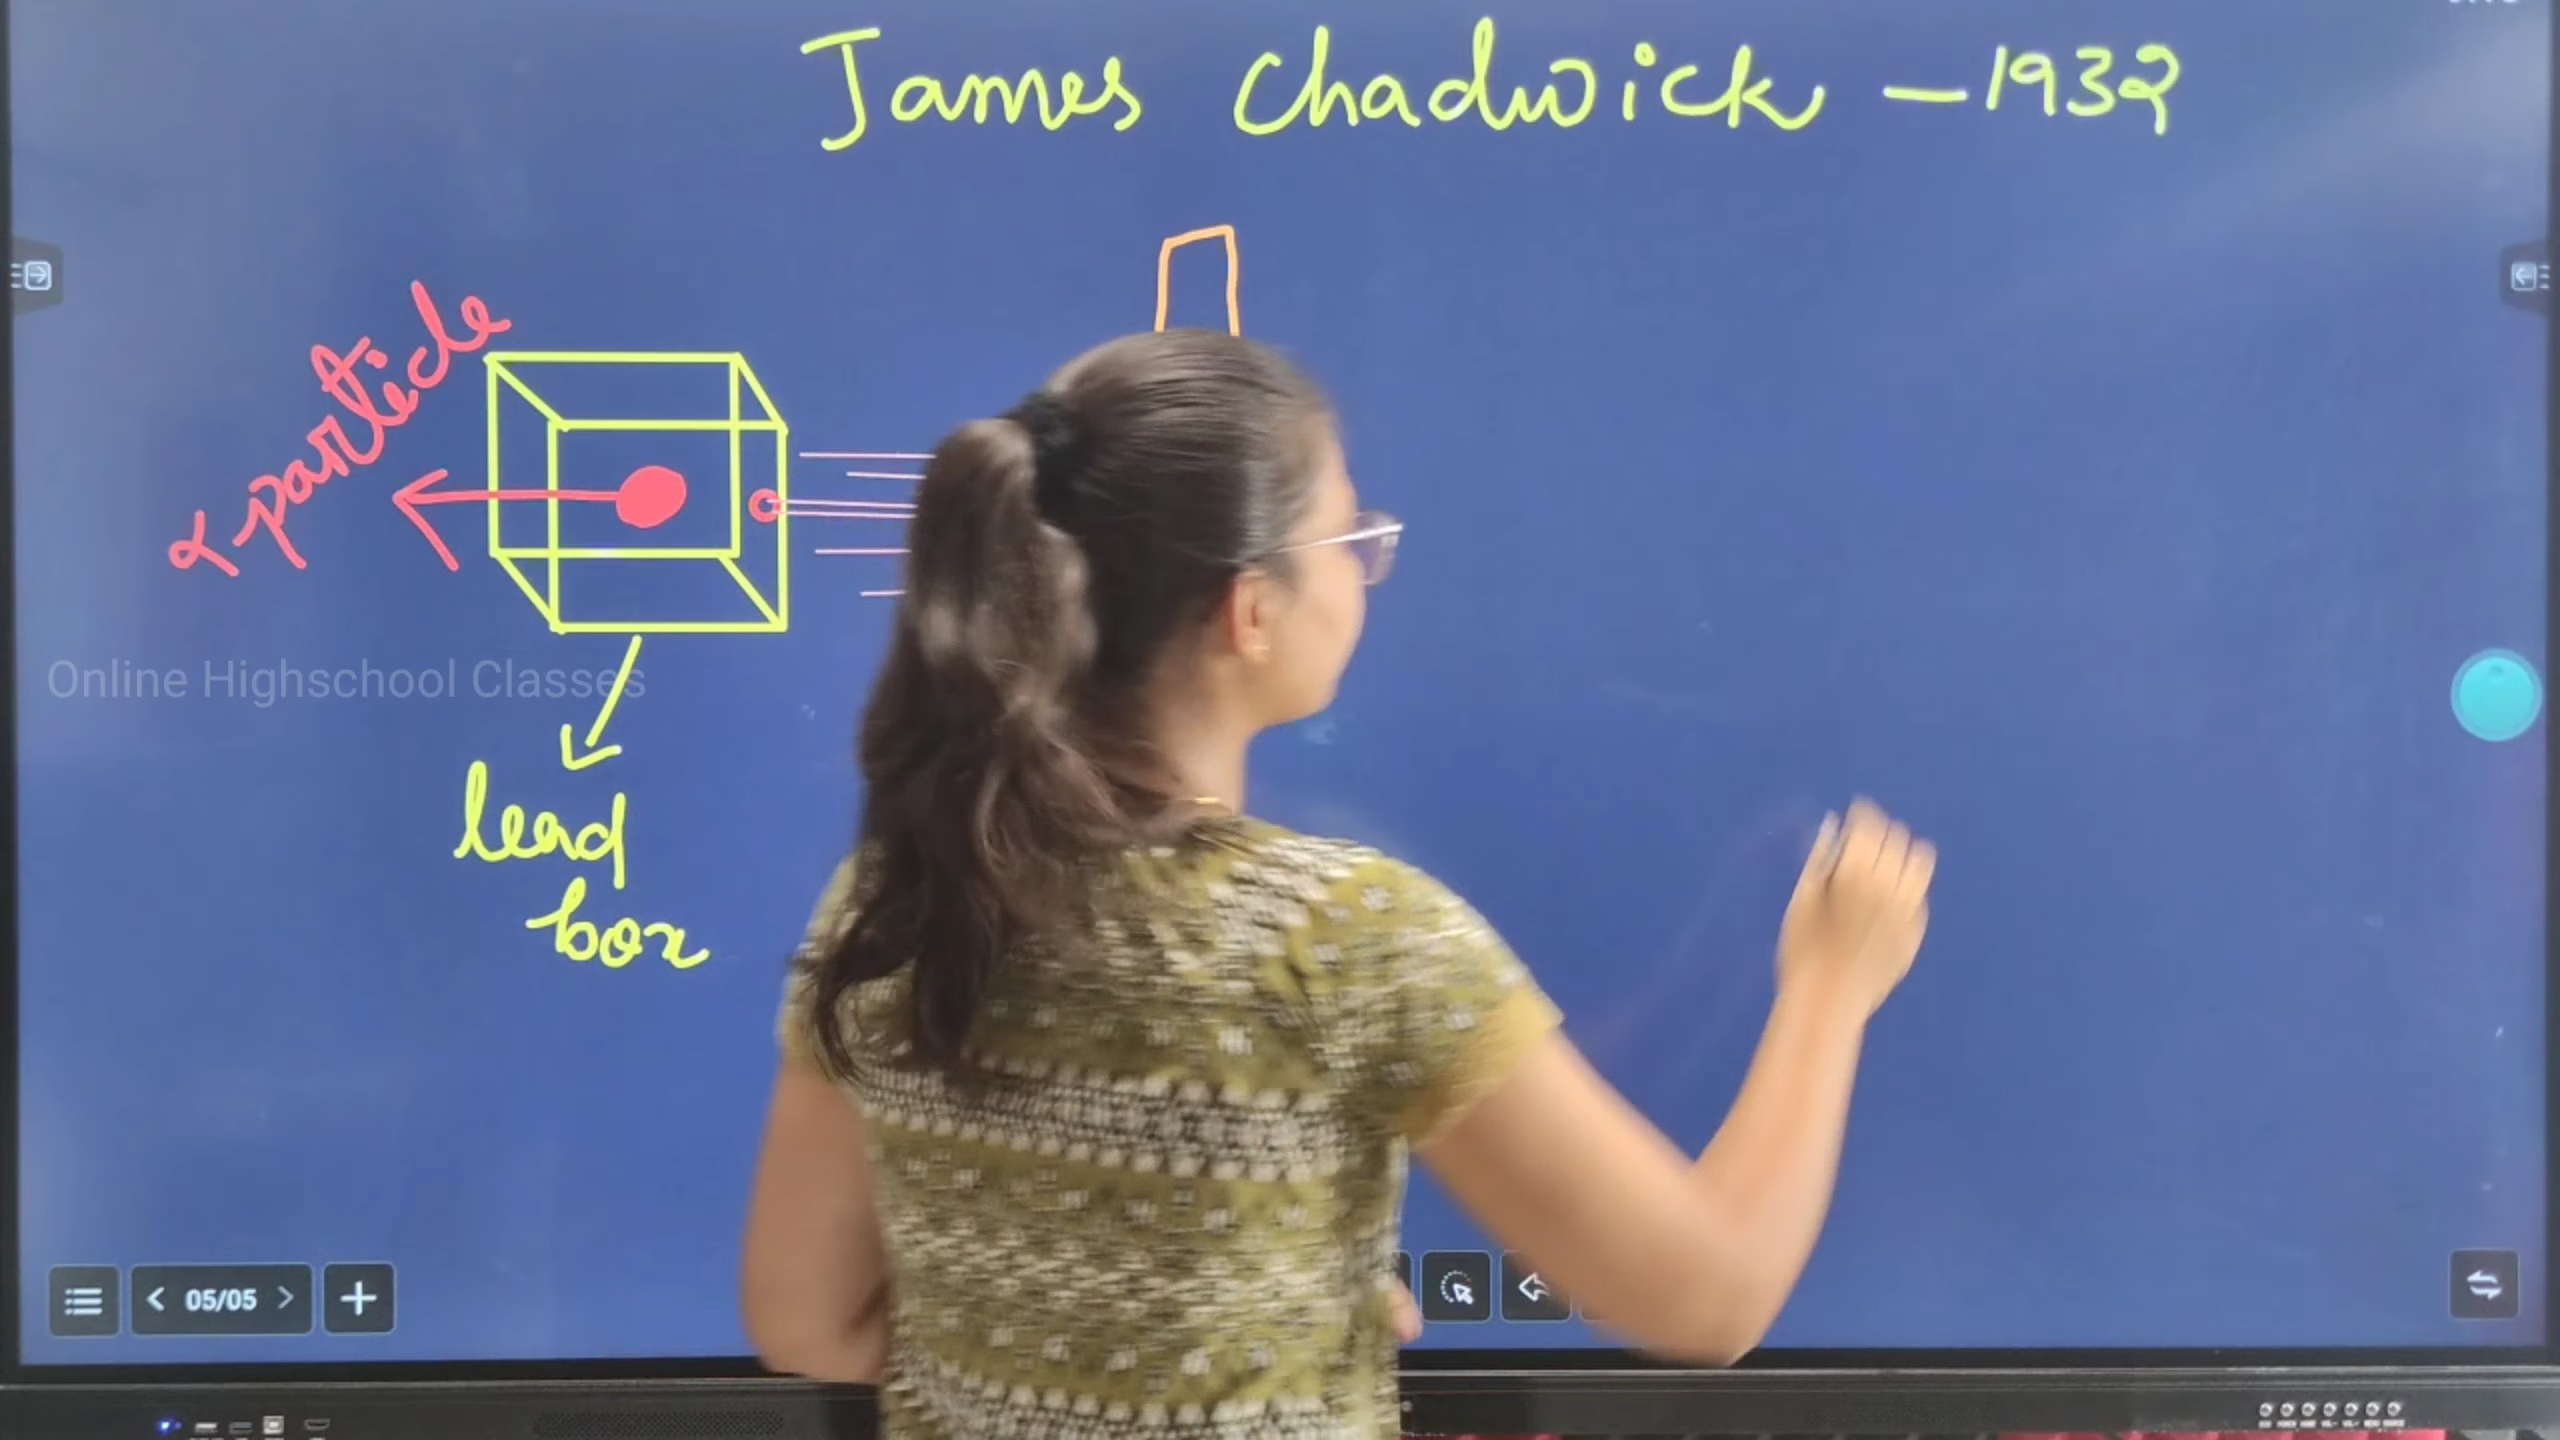 James Chadwick – 1932
α-particle
Online Highschool Classes
lead
box
05/05